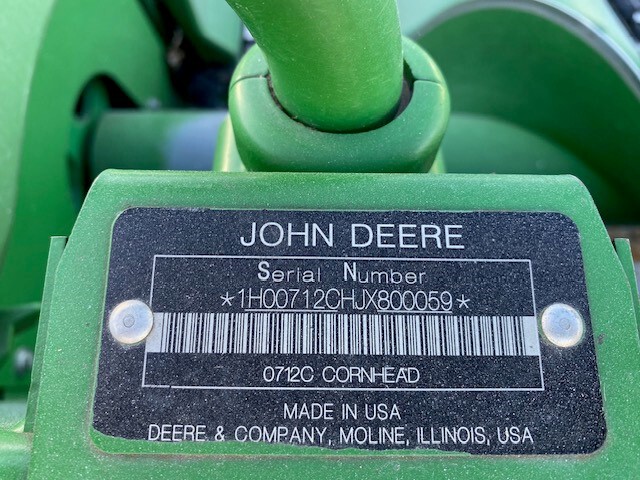 JOHN DEERE
Serial Number
*1H00712CHJX800059*
0712C CORNHEAD
MADE IN USA
DEERE & COMPANY, MOLINE, ILLINOIS, USA